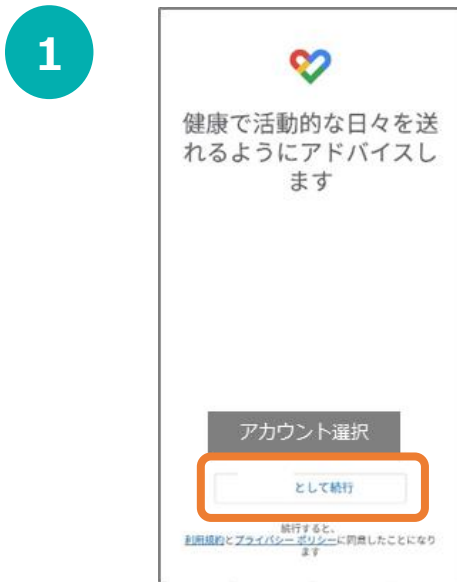 1
健康で活動的な日々を送
れるようにアドバイスし
ます
アカウント選択
として続行
続行すると、
利用規約とプライバシー ポリシーに同意したことになり
ます